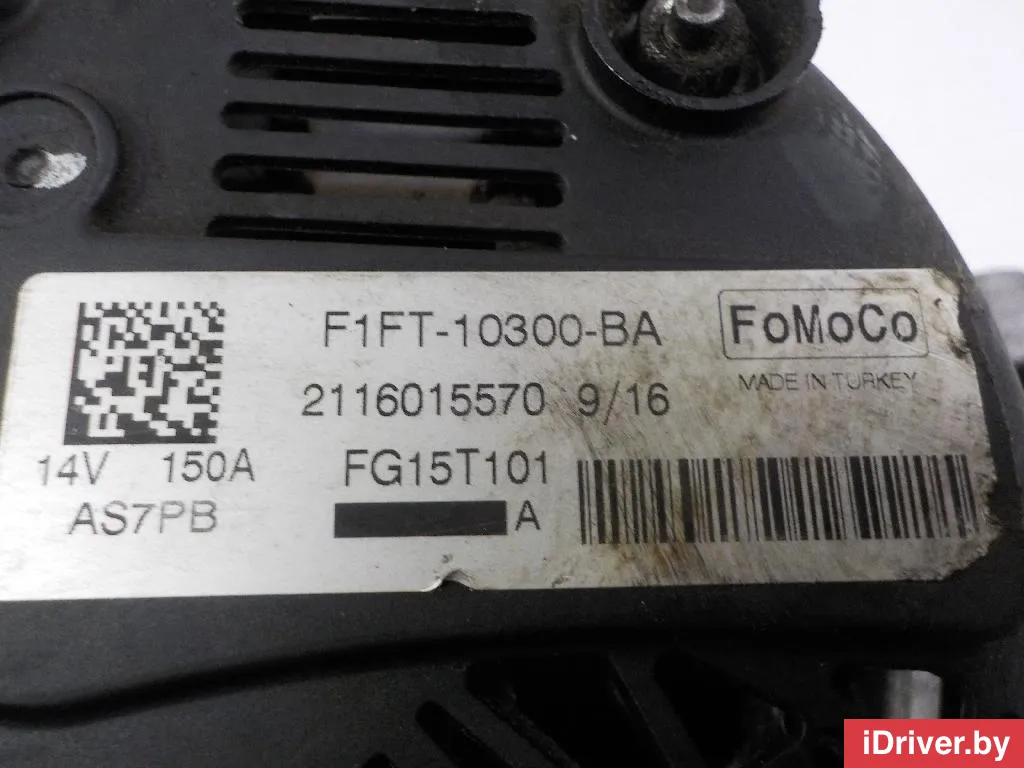 F1FT-10300-BA
FoMoCo
MADE IN TURKEY
2116015570 9/16
14V 150A
FG15T101
AS7PB
A
iDriver.by